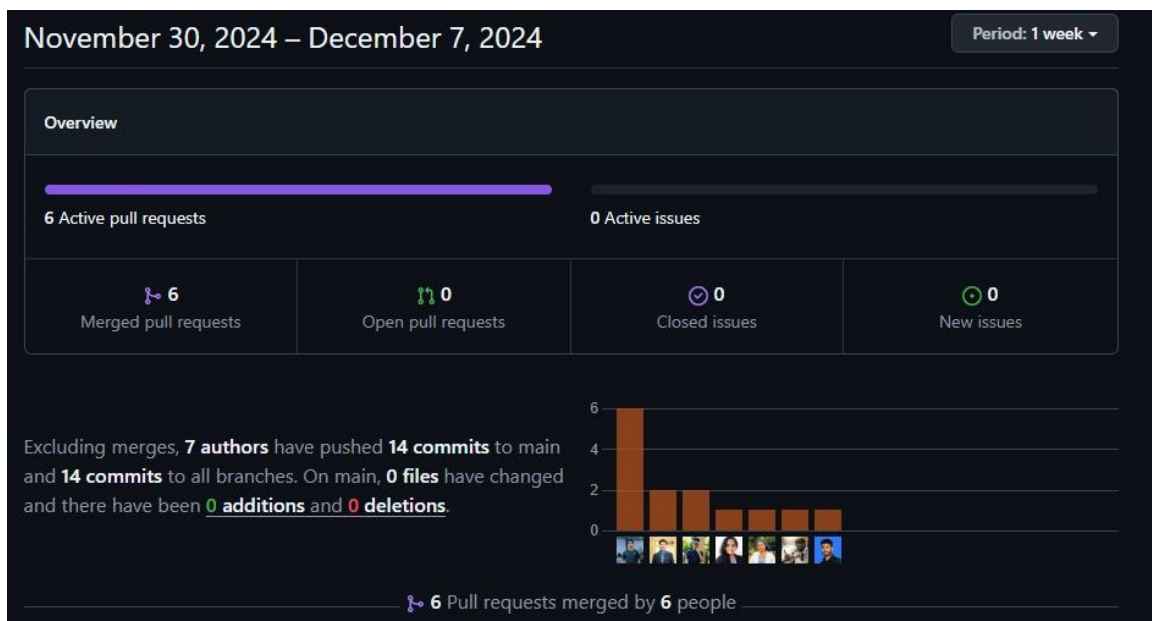 November 30, 2024 – December 7, 2024
Period: 1 week
Overview
6 Active pull requests
0 Active issues
6
Merged pull requests
0
Open pull requests
0
Closed issues
0
New issues
Excluding merges, 7 authors have pushed 14 commits to main
and 14 commits to all branches. On main, 0 files have changed
and there have been 0 additions and 0 deletions.
6
4
2
0
6 Pull requests merged by 6 people